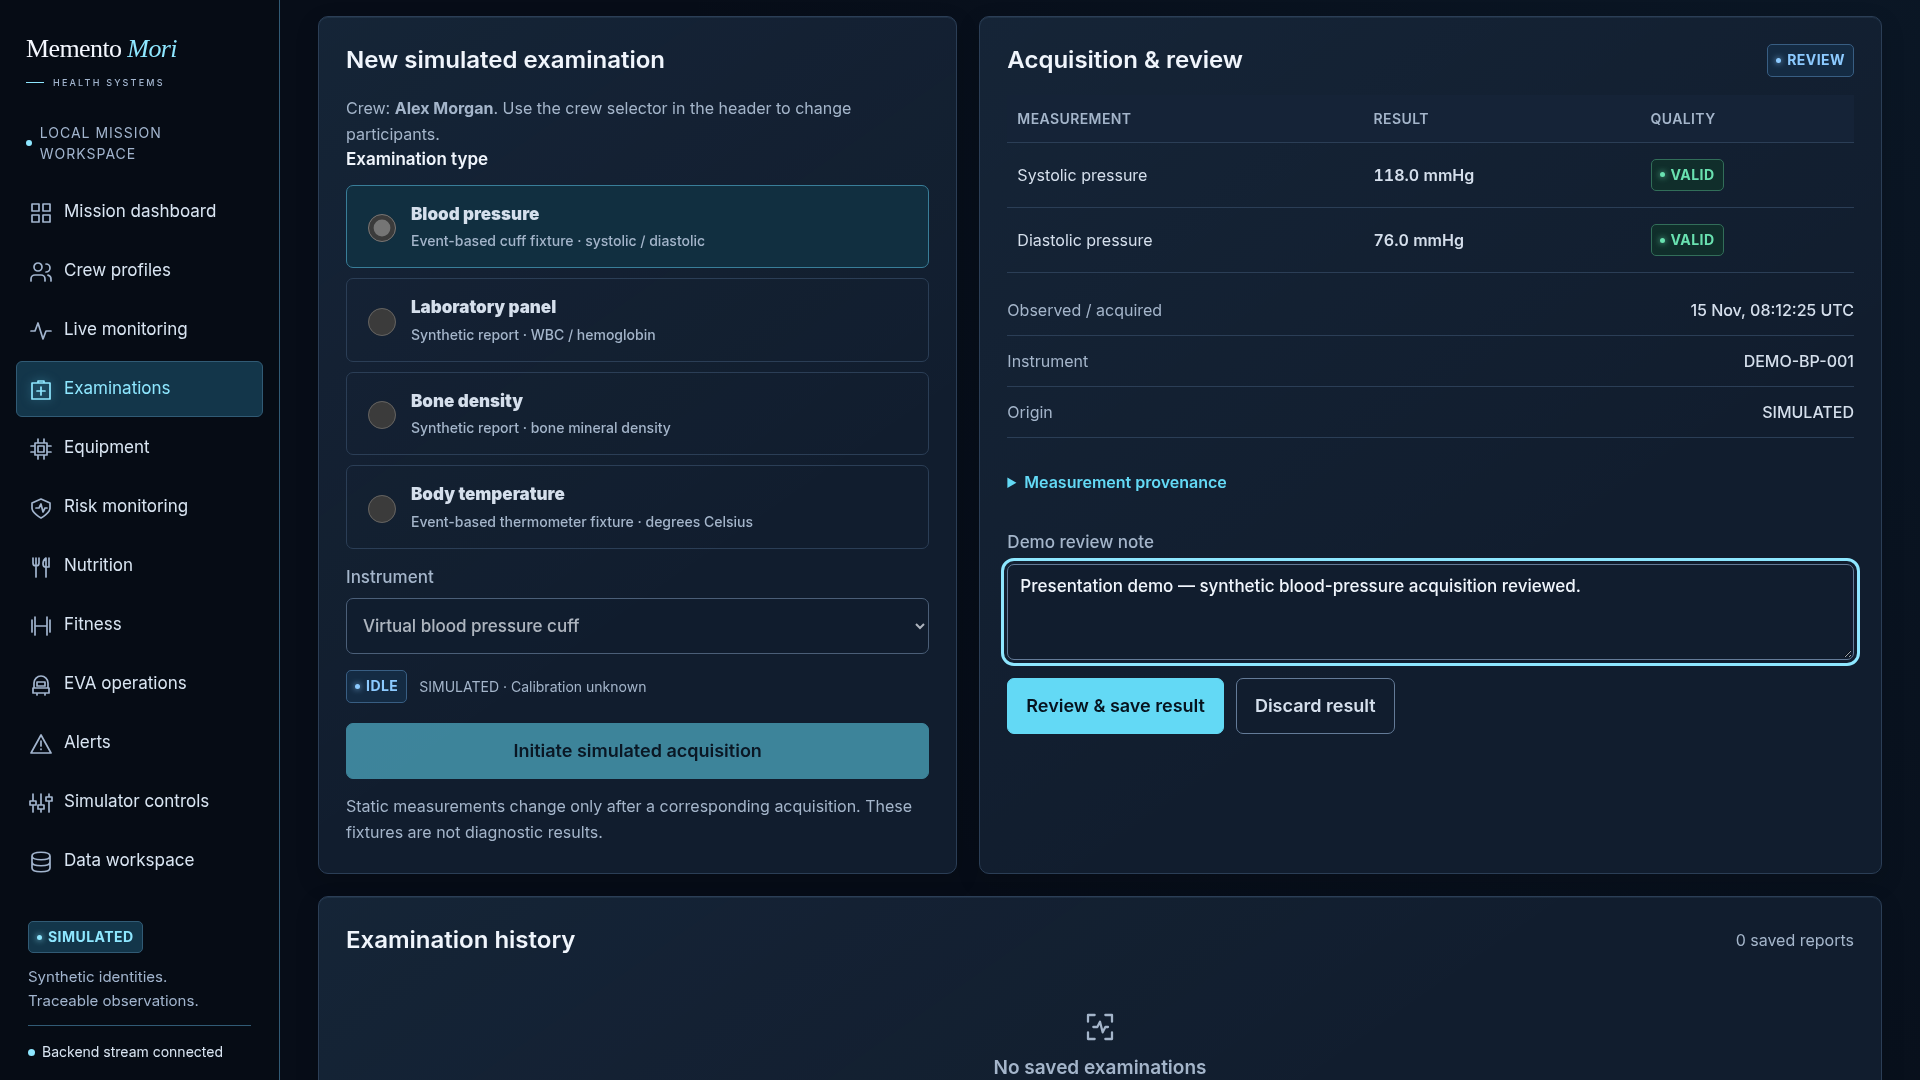 Memento Mori
HEALTH SYSTEMS
LOCAL MISSION
WORKSPACE
Mission dashboard
Crew profiles
Live monitoring
Examinations
Equipment
Risk monitoring
Nutrition
Fitness
EVA operations
Alerts
Simulator controls
Data workspace
SIMULATED
Synthetic identities.
Traceable observations.
Backend stream connected
New simulated examination
Crew: Alex Morgan. Use the crew selector in the header to change
participants.
Examination type
Blood pressure
Event-based cuff fixture · systolic / diastolic
Laboratory panel
Synthetic report · WBC / hemoglobin
Bone density
Synthetic report · bone mineral density
Body temperature
Event-based thermometer fixture · degrees Celsius
Instrument
Virtual blood pressure cuff
IDLE SIMULATED · Calibration unknown
Initiate simulated acquisition
Static measurements change only after a corresponding acquisition. These
fixtures are not diagnostic results.
Acquisition & review REVIEW
MEASUREMENT RESULT QUALITY
Systolic pressure 118.0 mmHg VALID
Diastolic pressure 76.0 mmHg VALID
Observed / acquired 15 Nov, 08:12:25 UTC
Instrument DEMO-BP-001
Origin SIMULATED
Measurement provenance
Demo review note
Presentation demo — synthetic blood-pressure acquisition reviewed.
Review & save result Discard result
Examination history 0 saved reports
No saved examinations